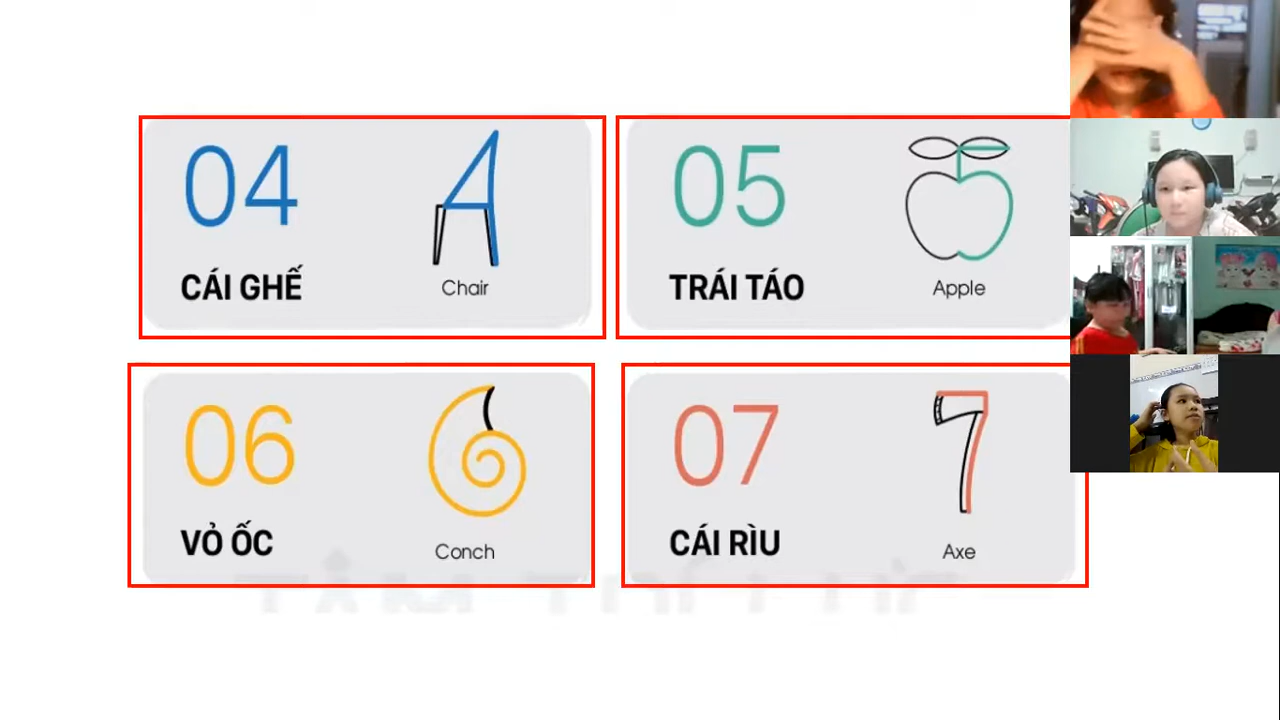 04
CÁI GHẾ
Chair
05
TRÁI TÁO
Apple
06
VỎ ỐC
Conch
07
CÁI RÌU
Axe